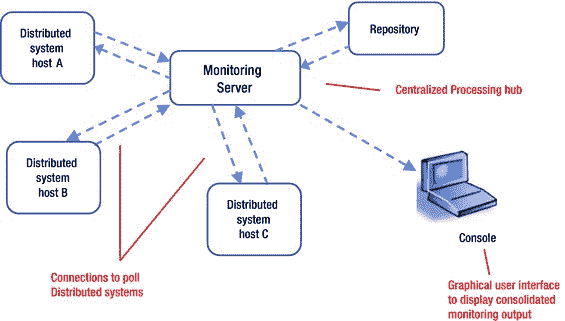 Distributed
system
host A
Repository
Monitoring
Server
Centralized Processing hub
Distributed
system
host B
Distributed
system
host C
Console
Connections to poll
Distributed systems
Graphical user interface
to display consolidated
monitoring output